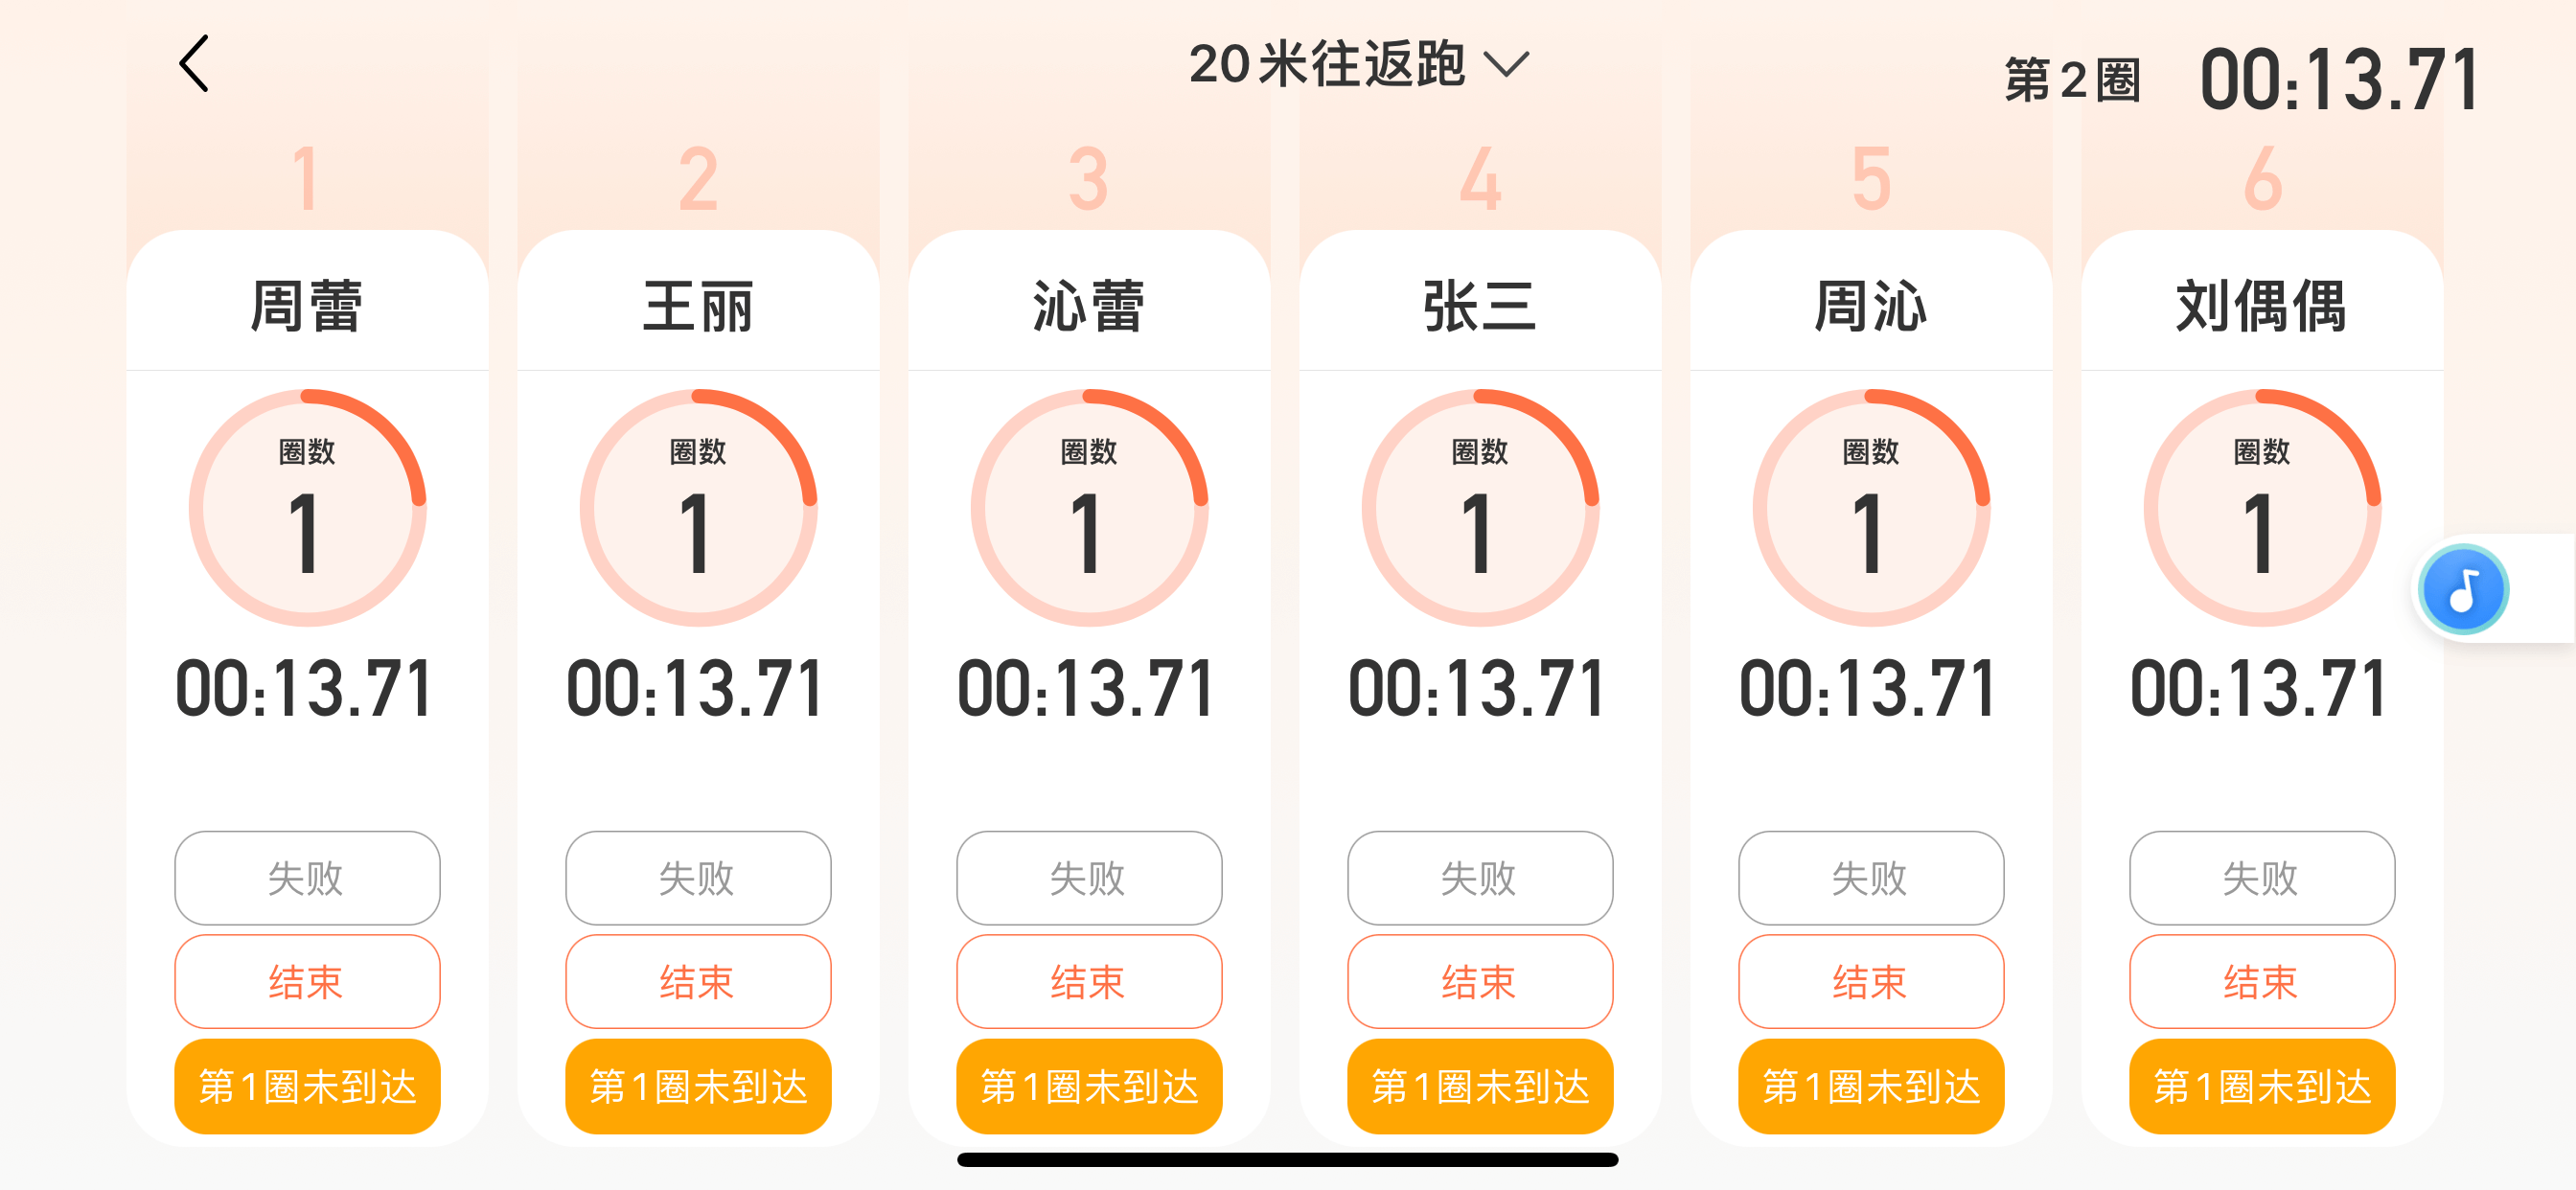 20米往返跑
第2圈 00:13.71
1 2 3 4 5 6
周蕾 王丽 沁蕾 张三 周沁 刘偶偶
圈数 圈数 圈数 圈数 圈数 圈数
1 1 1 1 1 1
00:13.71 00:13.71 00:13.71 00:13.71 00:13.71 00:13.71
失败 失败 失败 失败 失败 失败
结束 结束 结束 结束 结束 结束
第1圈未到达 第1圈未到达 第1圈未到达 第1圈未到达 第1圈未到达 第1圈未到达